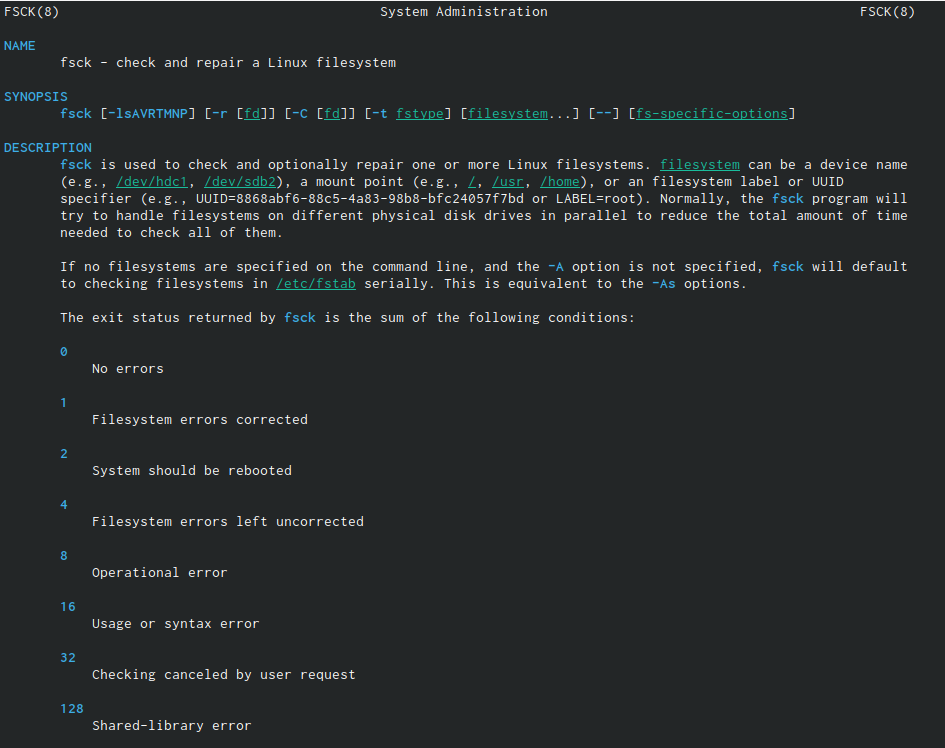 FSCK(8) System Administration FSCK(8)
NAME
fsck - check and repair a Linux filesystem
SYNOPSIS
fsck [-lsAVRTMNP] [-r [fd]] [-C [fd]] [-t fstype] [filesystem...] [--] [fs-specific-options]
DESCRIPTION
fsck is used to check and optionally repair one or more Linux filesystems. filesystem can be a device name
(e.g., /dev/hdc1, /dev/sdb2), a mount point (e.g., /, /usr, /home), or an filesystem label or UUID
specifier (e.g., UUID=8868abf6-88c5-4a83-98b8-bfc24057f7bd or LABEL=root). Normally, the fsck program will
try to handle filesystems on different physical disk drives in parallel to reduce the total amount of time
needed to check all of them.
If no filesystems are specified on the command line, and the -A option is not specified, fsck will default
to checking filesystems in /etc/fstab serially. This is equivalent to the -As options.
The exit status returned by fsck is the sum of the following conditions:
0
No errors
1
Filesystem errors corrected
2
System should be rebooted
4
Filesystem errors left uncorrected
8
Operational error
16
Usage or syntax error
32
Checking canceled by user request
128
Shared-library error